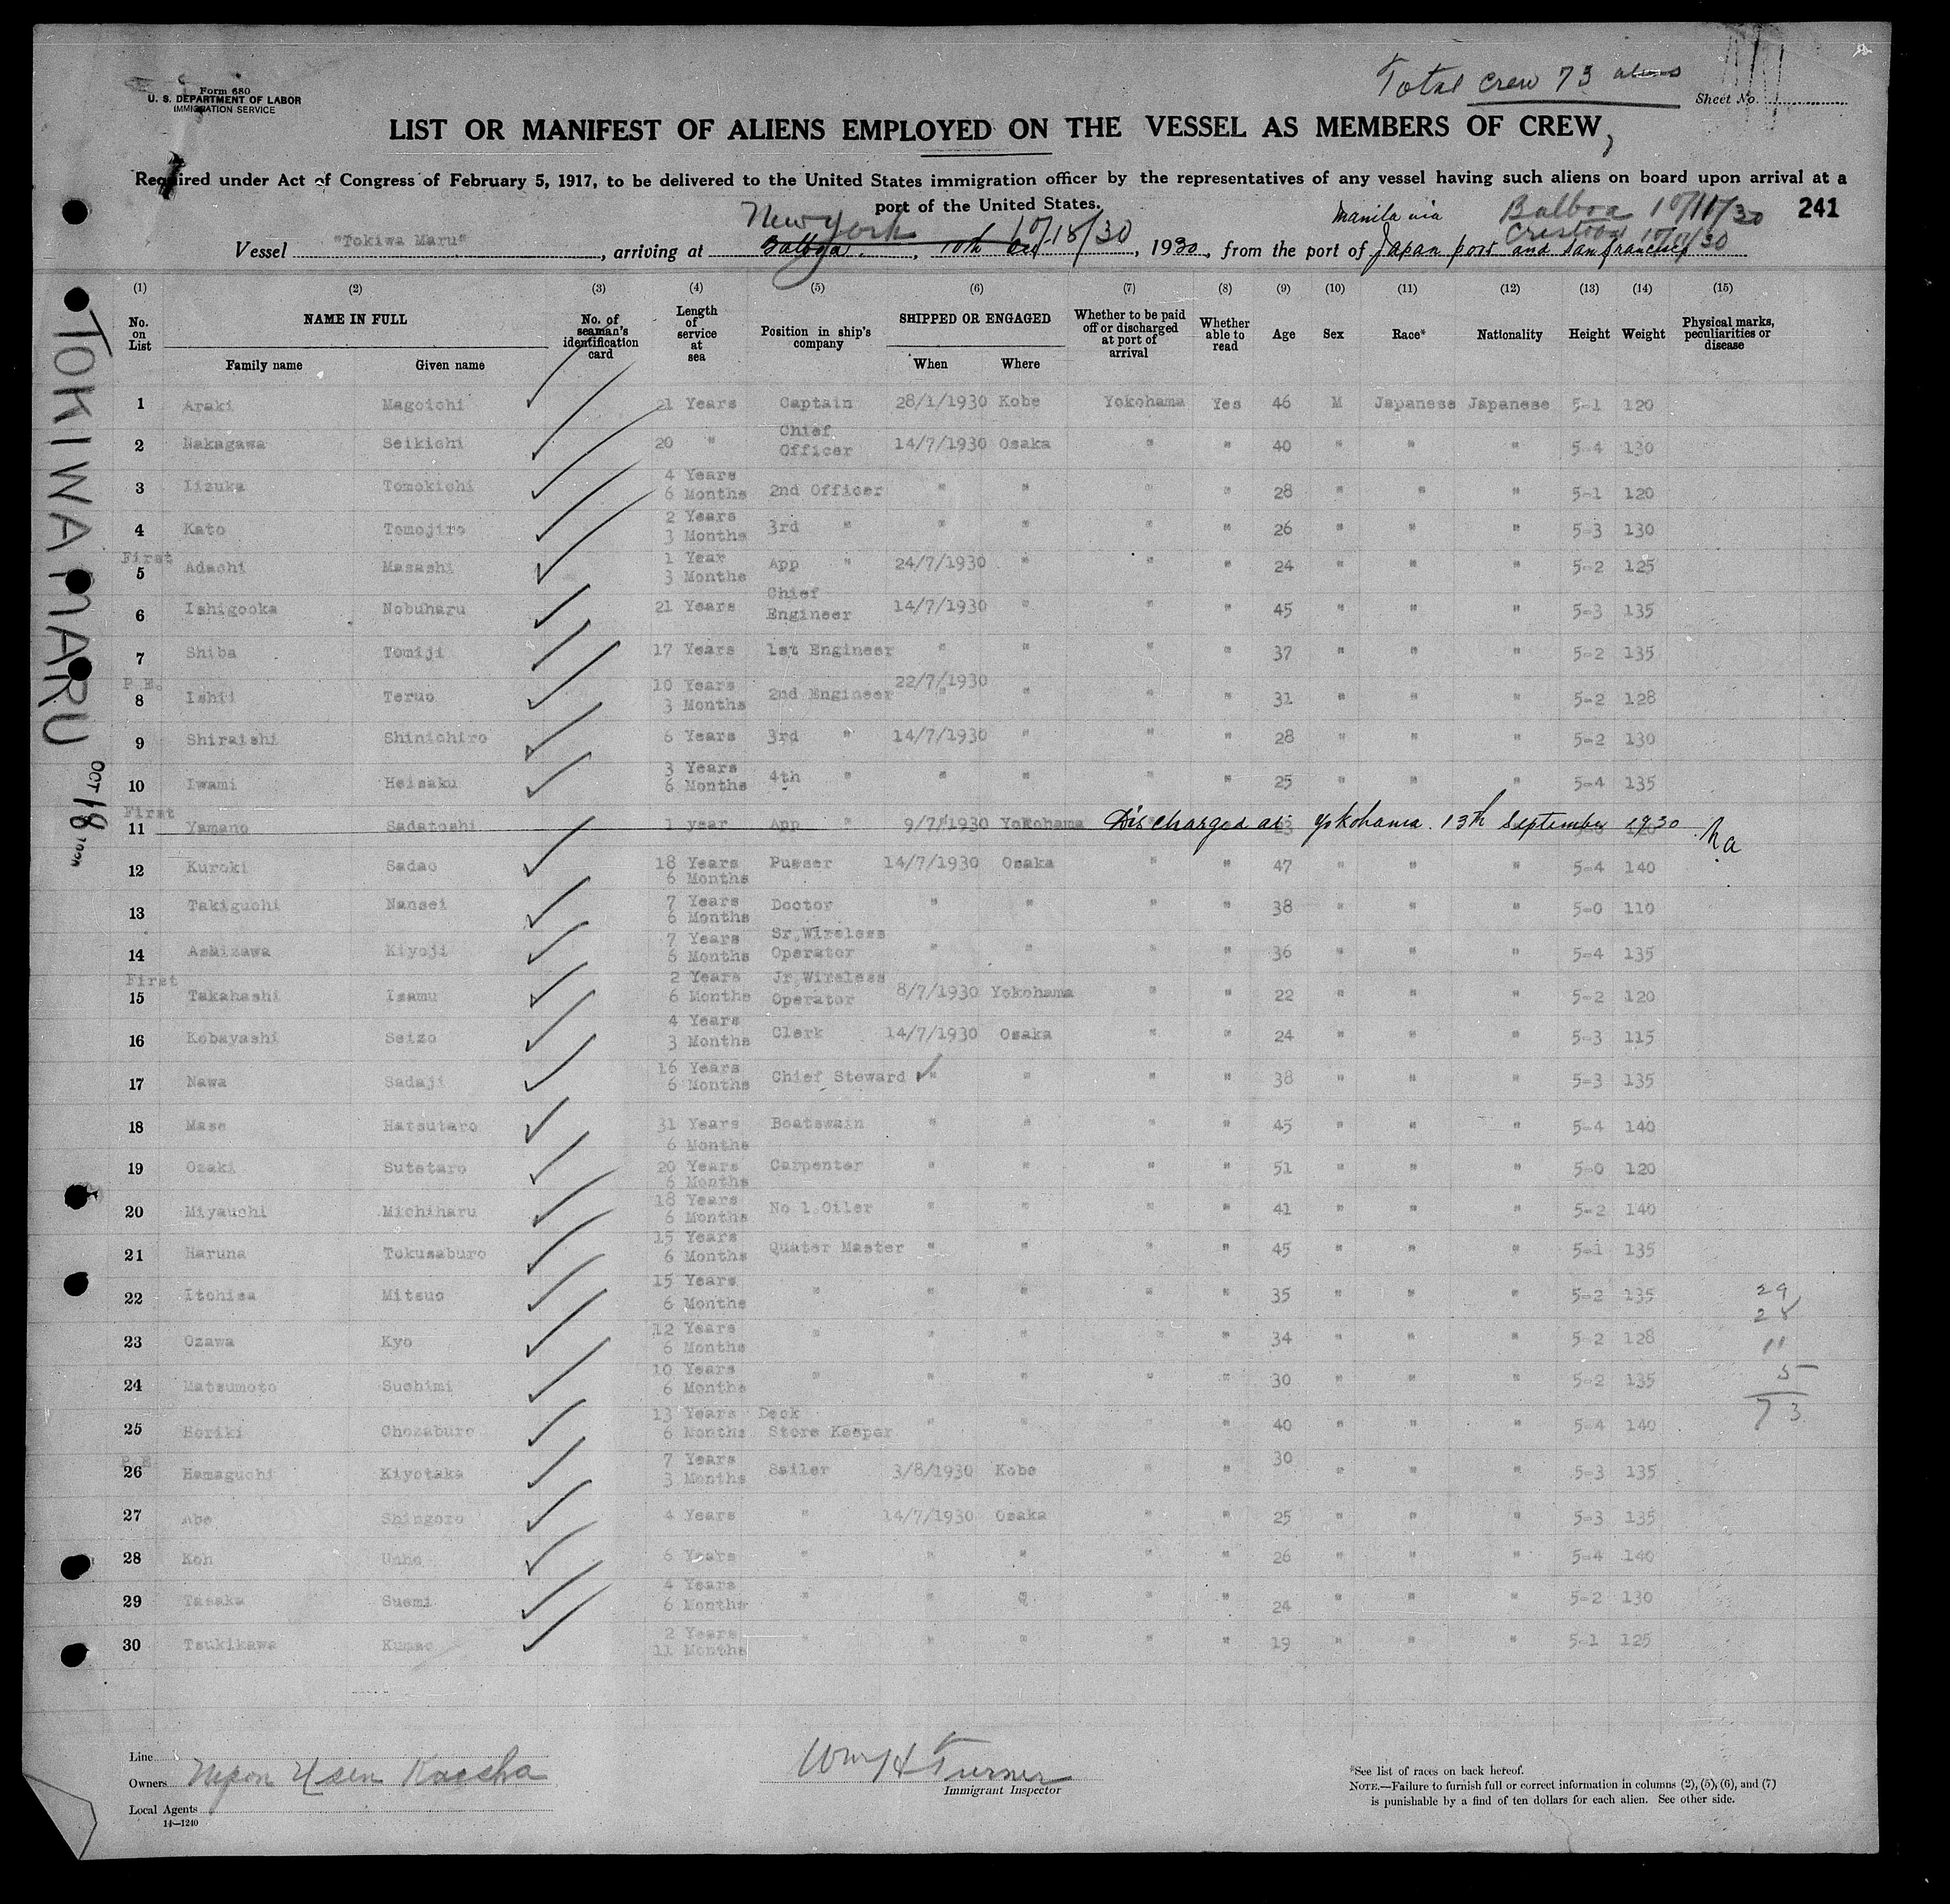 Total crew 73 aliens
Form 680
U. S. DEPARTMENT OF LABOR
IMMIGRATION SERVICE
Sheet No.
LIST OR MANIFEST OF ALIENS EMPLOYED ON THE VESSEL AS MEMBERS OF CREW,
Required under Act of Congress of February 5, 1917, to be delivered to the United States immigration officer by the representatives of any vessel having such aliens on board upon arrival at a
port of the United States.
New York 10/18/30 Manila via Balboa 10/11/30 241
Cristobal
Vessel "Tokiwa Maru", arriving at Balboa, 10th Oct, 1930, from the port of Japan port and San Francisco
(1) (2) (3) (4) (5) (6) (7) (8) (9) (10) (11) (12) (13) (14) (15)
No. on List NAME IN FULL Family name Given name No. of seaman's identification card Length of service at sea Position in ship's company SHIPPED OR ENGAGED When Where Whether to be paid off or discharged at port of arrival Whether able to read Age Sex Race* Nationality Height Weight Physical marks, peculiarities or disease
1 Araki Magoichi 21 Years Captain 28/1/1930 Kobe Yokohama Yes 46 M Japanese Japanese 5-1 120
2 Nakagawa Seikichi 20 " Chief Officer 14/7/1930 Osaka " " 40 " " " 5-4 130
3 Iizuka Tomokichi 4 Years 6 Months 2nd Officer " " " " 28 " " " 5-1 120
4 Kato Tomojiro 2 Years 3 Months 3rd " " " " " 26 " " " 5-3 130
First
5 Adachi Masashi 1 Year 3 Months App " 24/7/1930 " " " 24 " " " 5-2 125
6 Ishigooka Nobuharu 21 Years Chief Engineer 14/7/1930 " " " 45 " " " 5-3 135
7 Shiba Tomiji 17 Years 1st Engineer " " " " 37 " " " 5-2 135
P.E.
8 Ishii Teruo 10 Years 3 Months 2nd Engineer 22/7/1930 " " " " 31 " " " 5-2 128
9 Shiraishi Shinichiro 6 Years 3rd " 14/7/1930 " " " 28 " " " 5-2 130
10 Iwami Heisaku 3 Years 6 Months 4th " " " " " 25 " " " 5-4 135
First
11 Yamano Sadatoshi 1 year App " 9/7/1930 Yokohama Discharged at Yokohama. 13th September 1930
12 Kuroki Sadao 18 Years 6 Months Purser 14/7/1930 Osaka " " 47 " " " 5-4 140
13 Takiguchi Nansei 7 Years 6 Months Doctor " " " " 38 " " " 5-0 110
14 Ashizawa Kiyoji 7 Years 6 Months Sr,Wireless Operator " " " " 36 " " " 5-4 135
First
15 Takahashi Isamu 2 Years 6 Months Jr,Wireless Operator 8/7/1930 Yokohama " " 22 " " " 5-2 120
16 Kobayashi Seizo 4 Years 3 Months Clerk 14/7/1930 Osaka " " 24 " " " 5-3 115
17 Nawa Sadaji 16 Years 6 Months Chief Steward " " " " 38 " " " 5-3 135
18 Mase Hatsutaro 31 Years 6 Months Boatswain " " " " 45 " " " 5-4 140
19 Ozaki Sutetaro 20 Years 6 Months Carpenter " " " " 51 " " " 5-0 120
20 Miyauchi Michiharu 18 Years 6 Months No 1 Oiler " " " " 41 " " " 5-2 140
21 Haruna Tokusaburo 15 Years 6 Months Quater Master " " " " 45 " " " 5-1 135
22 Itohisa Mitsuo 15 Years 6 Months " " " " " 35 " " " 5-2 135
23 Ozawa Kyo 12 Years 6 Months " " " " " 34 " " " 5-2 128
24 Matsumoto Suehimi 10 Years 6 Months " " " " " 30 " " " 5-2 135
25 Horiki Chozaburo 13 Years 6 Months Deck Store Keeper " " " " 40 " " " 5-4 140
P.E.
26 Hamaguchi Kiyotaka 7 Years 3 Months Sailer 3/8/1930 Kobe " " 30 " " " 5-3 135
27 Abe Shingoro 4 Years " 14/7/1930 Osaka " " 25 " " " 5-3 135
28 Koh 6 Years " " " " " 26 " " " 5-4 140
29 Tasaka Suemi 4 Years 6 Months " " " " " 24 " " " 5-2 130
30 Tsukikawa Kumao 2 Years 11 Months " " " " " 19 " " " 5-1 125
29
28
11
5
73
TOKIWA MARU
OCT 18
Line
Owners Nippon Yusen Kaisha
Local Agents
14—1240
Wm H Turner
Immigrant Inspector
*See list of races on back hereof.
NOTE.—Failure to furnish full or correct information in columns (2), (5), (6), and (7)
is punishable by a find of ten dollars for each alien. See other side.